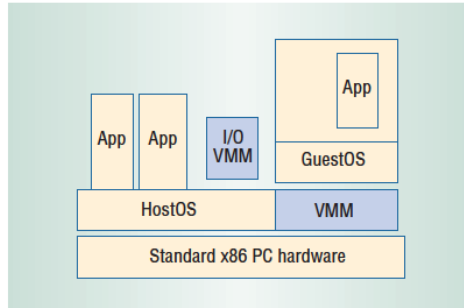 App
App
App
I/O
VMM
GuestOS
HostOS
VMM
Standard x86 PC hardware